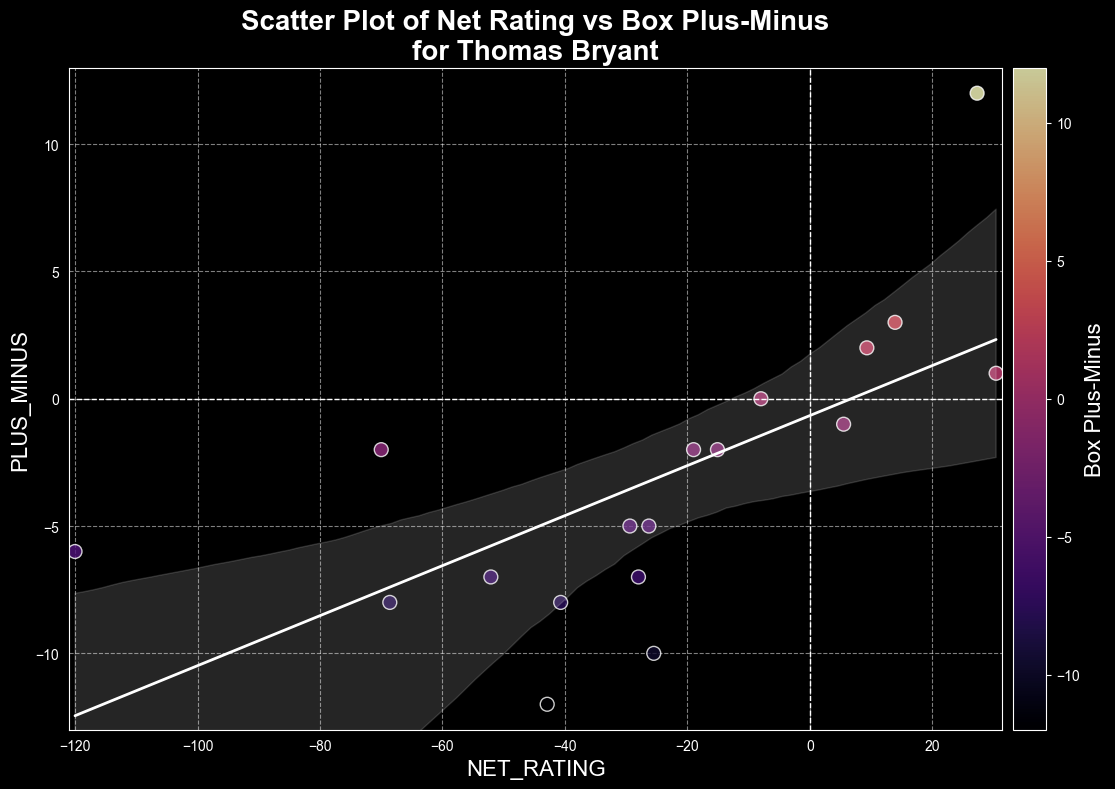 Scatter Plot of Net Rating vs Box Plus-Minus
for Thomas Bryant
PLUS_MINUS
10
5
0
−5
−10
−120 −100 −80 −60 −40 −20 0 20
NET_RATING
10
5
0
−5
−10
Box Plus-Minus